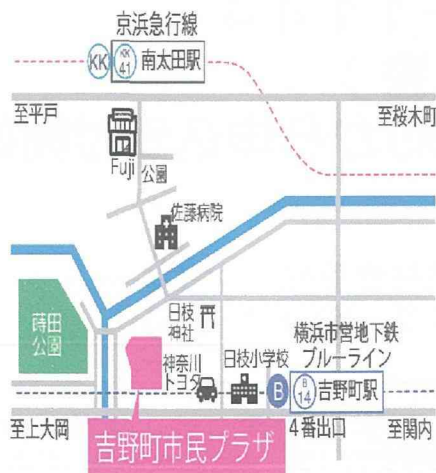 京浜急行線
KK
KK
41
南太田駅
至平戸
至桜木町
Fuji
公園
佐藤病院
蒔田
公園
日枝
神社
神奈川
トヨタ
日枝小学校
横浜市営地下鉄
ブルーライン
B
B
14
吉野町駅
至上大岡
4番出口
至関内
吉野町市民プラザ